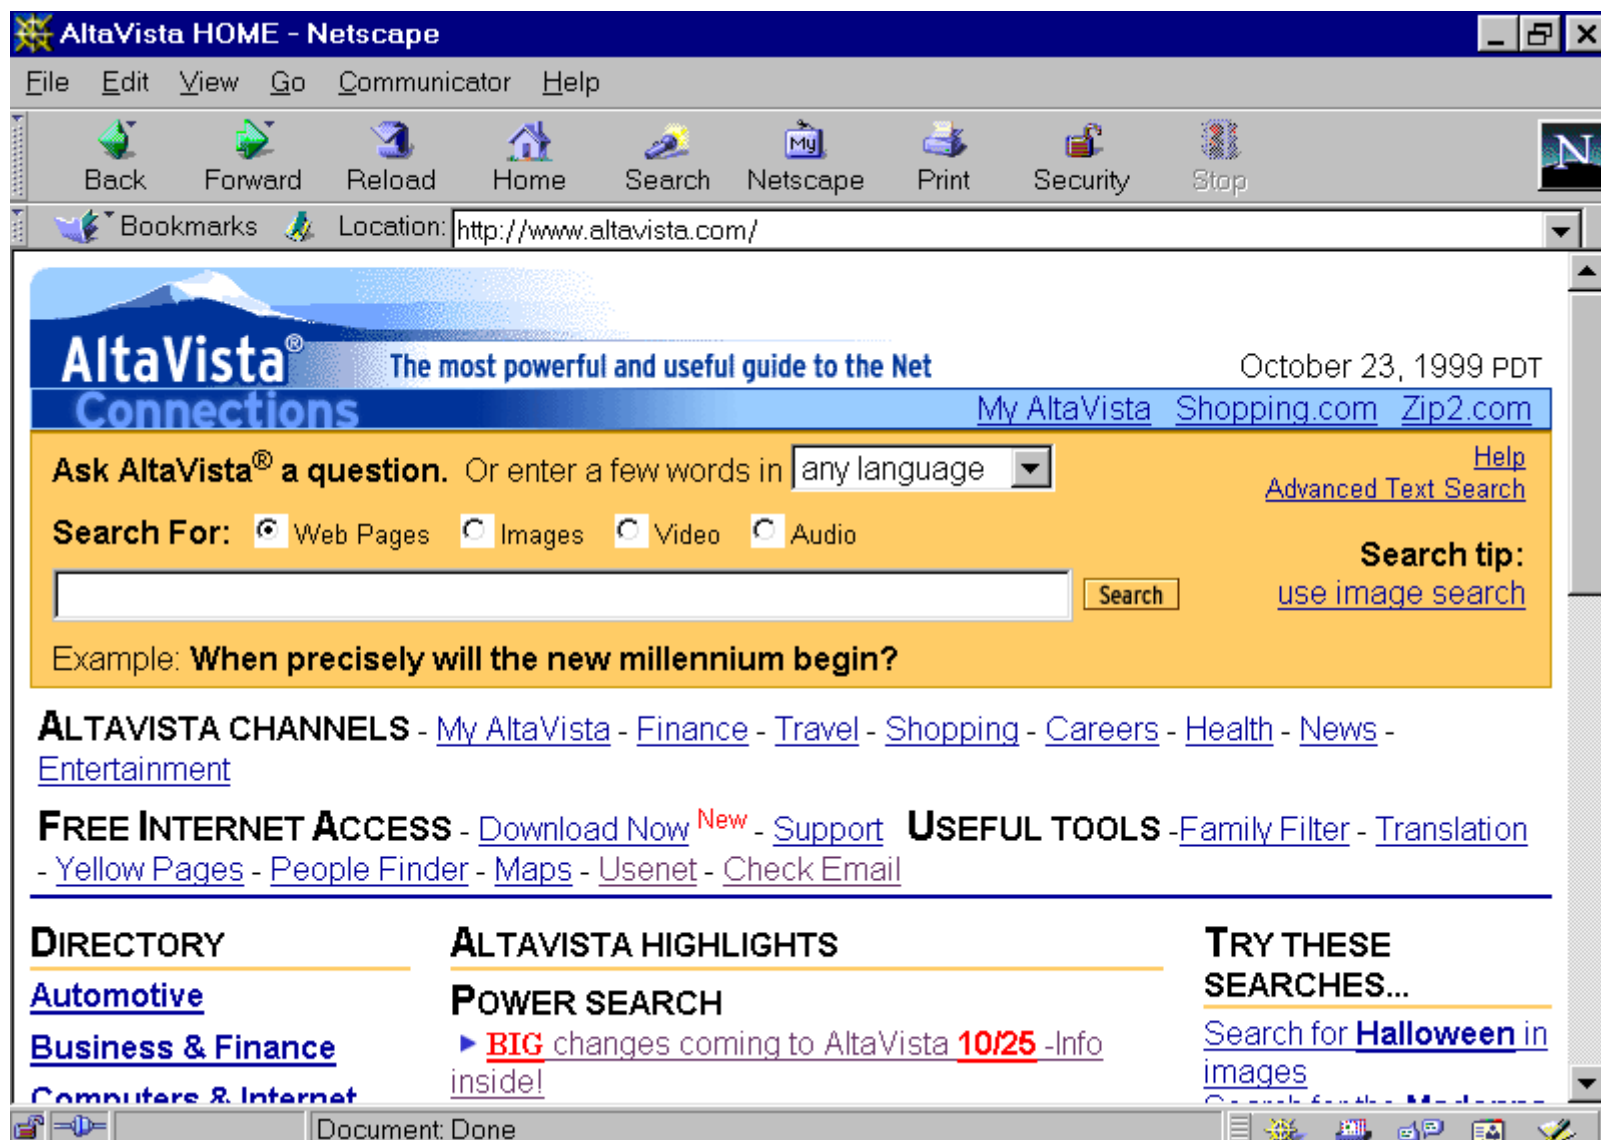 AltaVista HOME - Netscape
File Edit View Go Communicator Help
My
N
Back Forward Reload Home Search Netscape Print Security Stop
Bookmarks Location: http://www.altavista.com/
AltaVista® The most powerful and useful guide to the Net October 23, 1999 PDT
Connections My AltaVista Shopping.com Zip2.com
Ask AltaVista® a question. Or enter a few words in any language Help
Advanced Text Search
Search For: Web Pages Images Video Audio
Search tip:
Search use image search
Example: When precisely will the new millennium begin?
ALTAVISTA CHANNELS - My AltaVista - Finance - Travel - Shopping - Careers - Health - News -
Entertainment
FREE INTERNET ACCESS - Download Now New - Support USEFUL TOOLS -Family Filter - Translation
- Yellow Pages - People Finder - Maps - Usenet - Check Email
DIRECTORY
Automotive
Business & Finance
Computers & Internet
ALTAVISTA HIGHLIGHTS
POWER SEARCH
BIG changes coming to AltaVista 10/25 -Info
inside!
TRY THESE
SEARCHES...
Search for Halloween in
images
Search for the Madonna
Document: Done